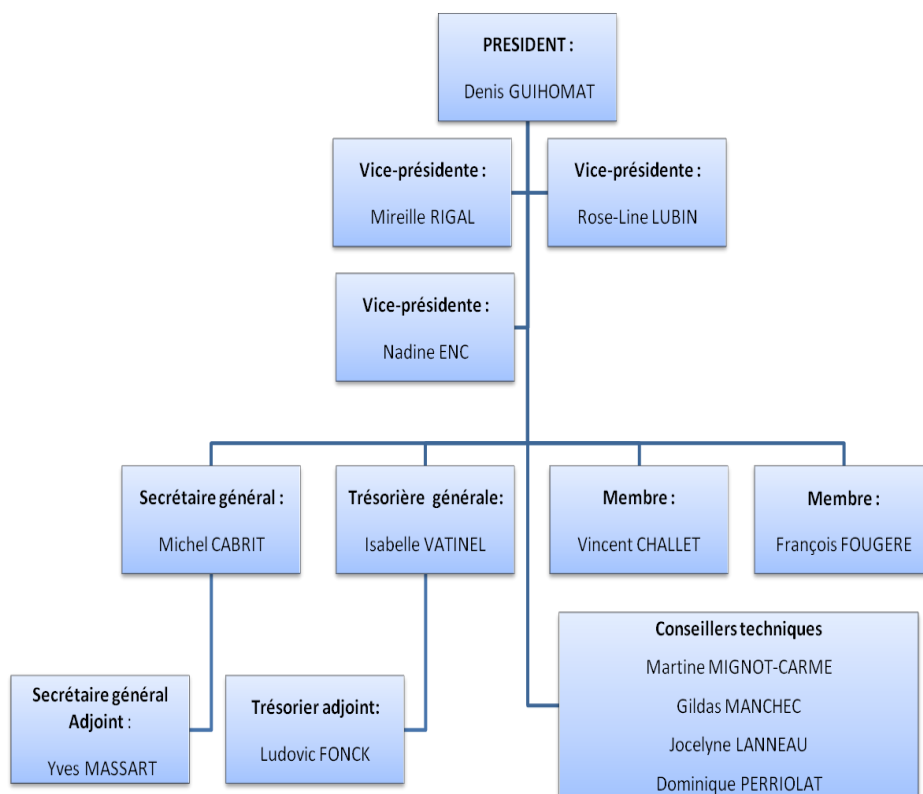 PRESIDENT :
Denis GUIHOMAT
Vice-présidente :
Mireille RIGAL
Vice-présidente :
Rose-Line LUBIN
Vice-présidente :
Nadine ENC
Secrétaire général :
Michel CABRIT
Trésorière générale:
Isabelle VATINEL
Membre :
Vincent CHALLET
Membre :
François FOUGERE
Secrétaire général
Adjoint :
Yves MASSART
Trésorier adjoint:
Ludovic FONCK
Conseillers techniques
Martine MIGNOT-CARME
Gildas MANCHEC
Jocelyne LANNEAU
Dominique PERRIOLAT